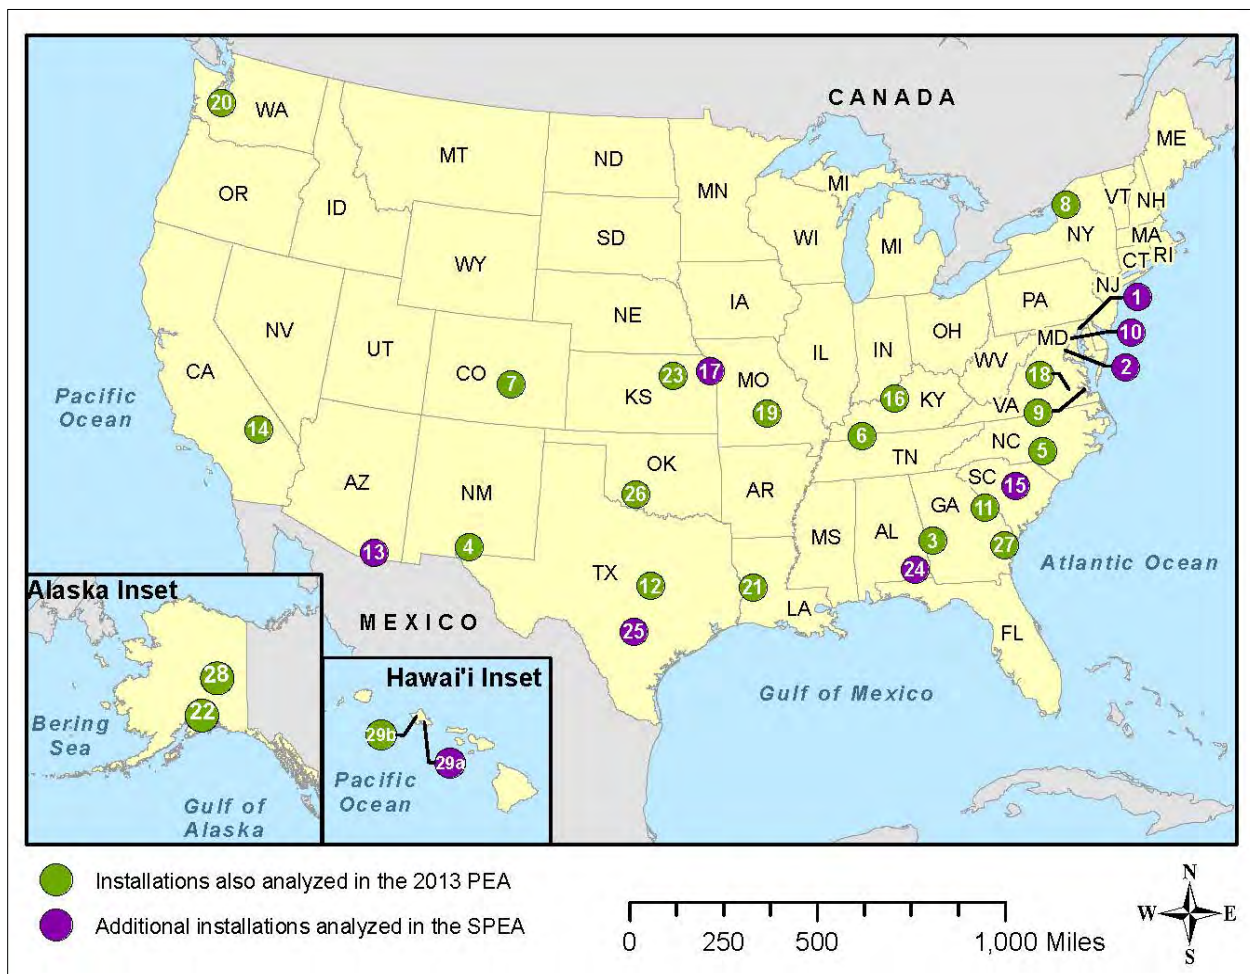 CANADA
20
WA
MT
ND
MN
ME
OR
ID
SD
WI
MI
MI
8
VT
NH
NY
MA
CT
RI
WY
IA
PA
NJ
1
NE
OH
MD
10
NV
UT
IL
IN
WV
2
CA
CO
7
KS
23
17
MO
18
16
KY
VA
9
19
Pacific
Ocean
14
6
TN
NC
5
AZ
NM
OK
26
AR
SC
15
GA
11
MS
AL
3
27
13
4
24
Atlantic Ocean
TX
12
21
LA
MEXICO
25
FL
Gulf of Mexico
Alaska Inset
28
22
Bering
Sea
Gulf of
Alaska
Hawai'i Inset
29b
29a
Pacific
Ocean
Installations also analyzed in the 2013 PEA
Additional installations analyzed in the SPEA
0 250 500 1,000 Miles
N
W E
S